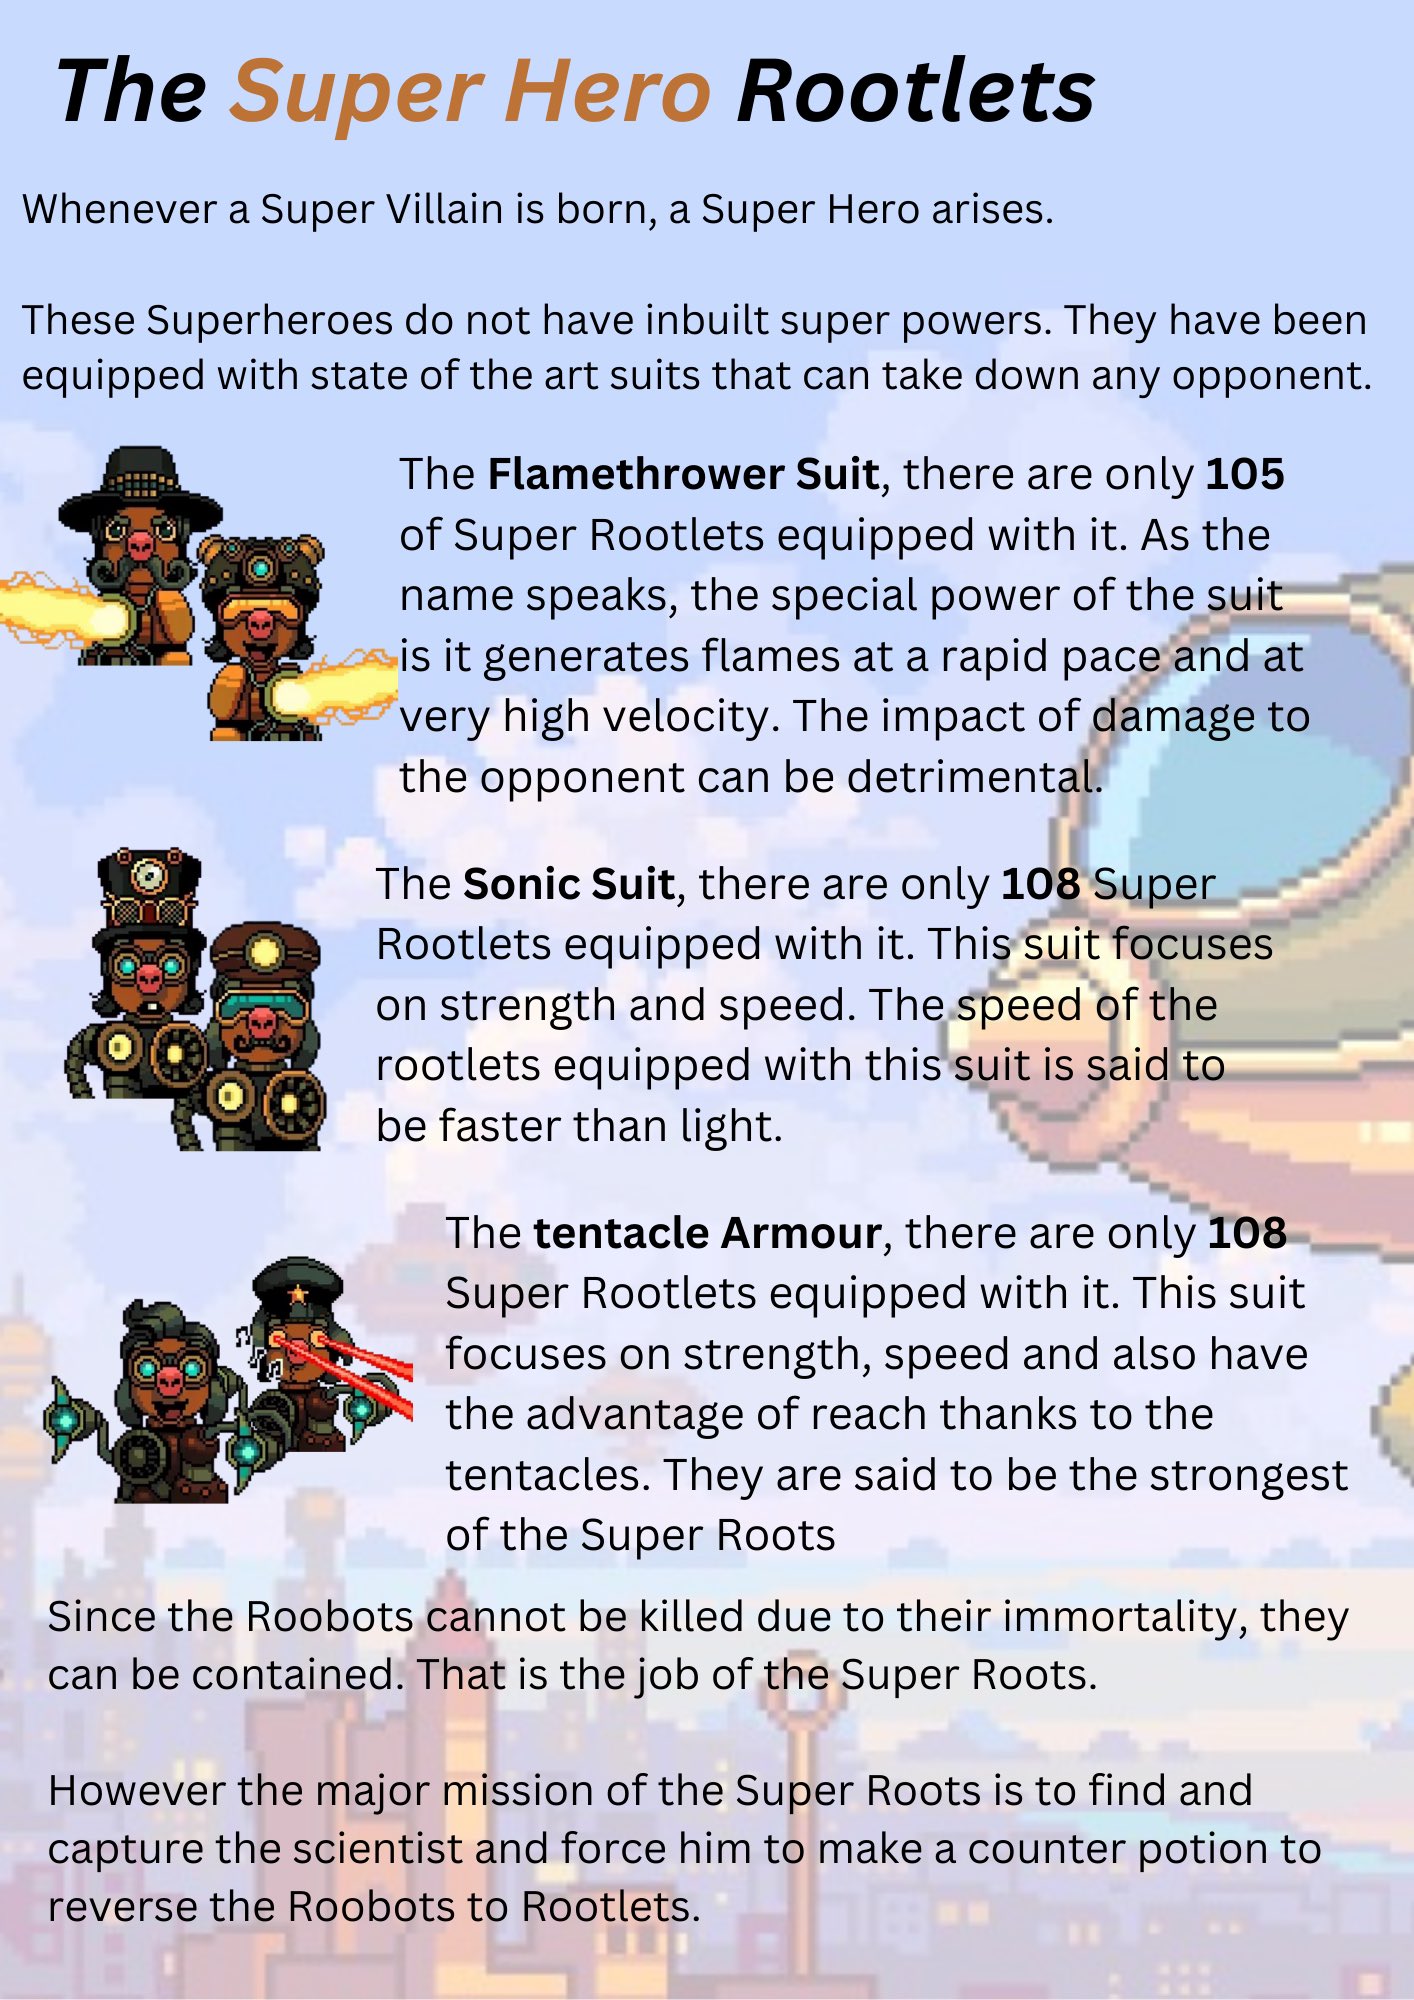 The Super Hero Rootlets
Whenever a Super Villain is born, a Super Hero arises.
These Superheroes do not have inbuilt super powers. They have been
equipped with state of the art suits that can take down any opponent.
The Flamethrower Suit, there are only 105
of Super Rootlets equipped with it. As the
name speaks, the special power of the suit
is it generates flames at a rapid pace and at
very high velocity. The impact of damage to
the opponent can be detrimental.
The Sonic Suit, there are only 108 Super
Rootlets equipped with it. This suit focuses
on strength and speed. The speed of the
rootlets equipped with this suit is said to
be faster than light.
The tentacle Armour, there are only 108
Super Rootlets equipped with it. This suit
focuses on strength, speed and also have
the advantage of reach thanks to the
tentacles. They are said to be the strongest
of the Super Roots
Since the Roobots cannot be killed due to their immortality, they
can be contained. That is the job of the Super Roots.
However the major mission of the Super Roots is to find and
capture the scientist and force him to make a counter potion to
reverse the Roobots to Rootlets.